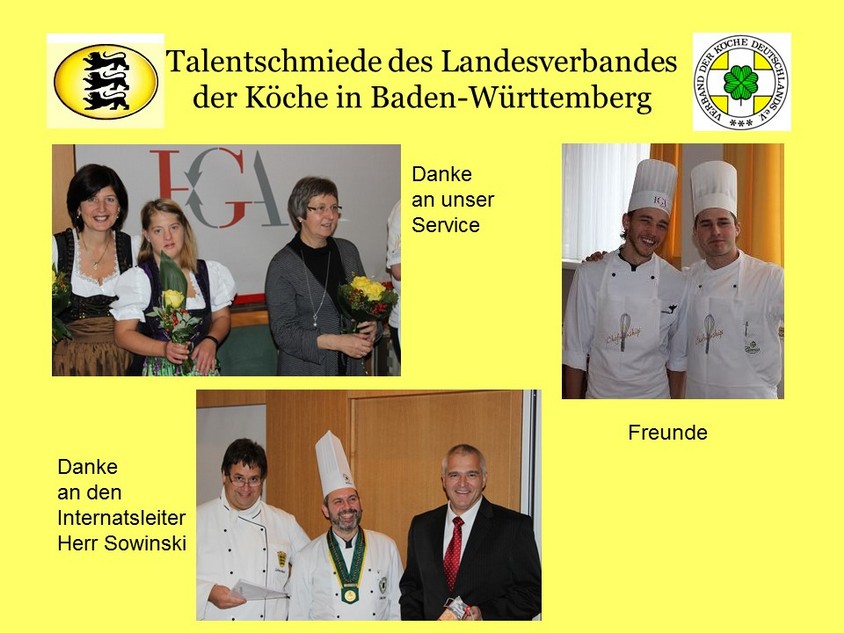 Talentschmiede des Landesverbandes
der Köche in Baden-Württemberg
VERBAND DER KÖCHE DEUTSCHLANDS e.V.
Danke
an unser
Service
Freunde
Danke
an den
Internatsleiter
Herr Sowinski